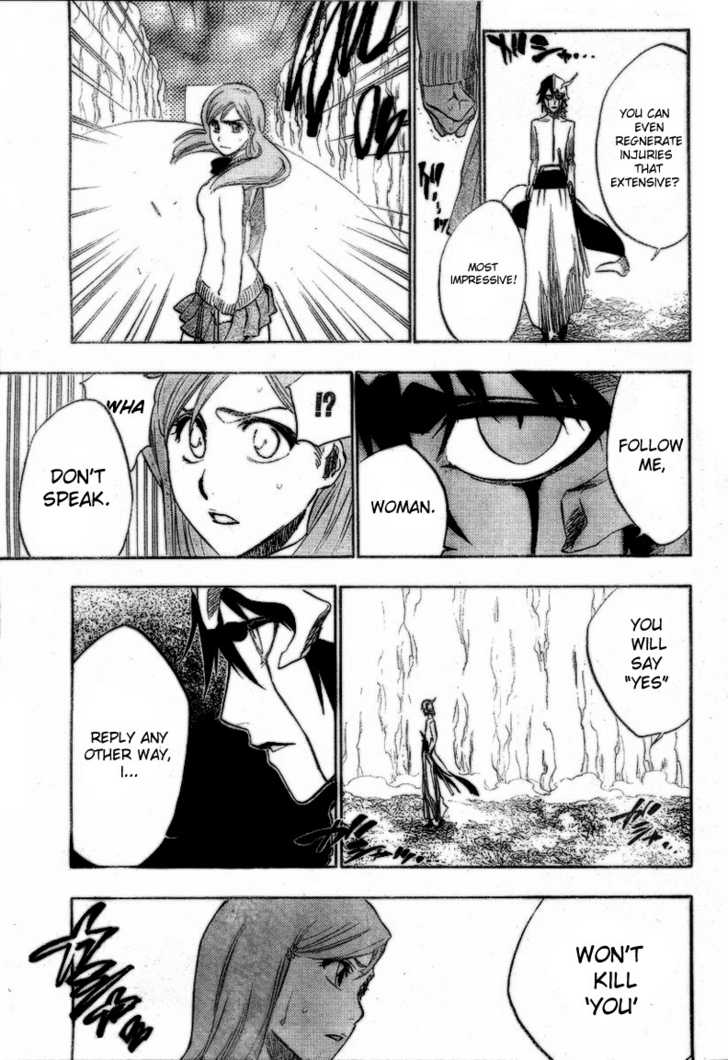 YOU CAN
EVEN
REGNERATE
INJURIES
THAT
EXTENSIVE?
MOST
IMPRESSIVE!
FOLLOW
ME,
WOMAN.
!?
WHA
DON'T
SPEAK.
YOU
WILL
SAY
"YES"
REPLY ANY
OTHER WAY,
I...
WON'T
KILL
'YOU'